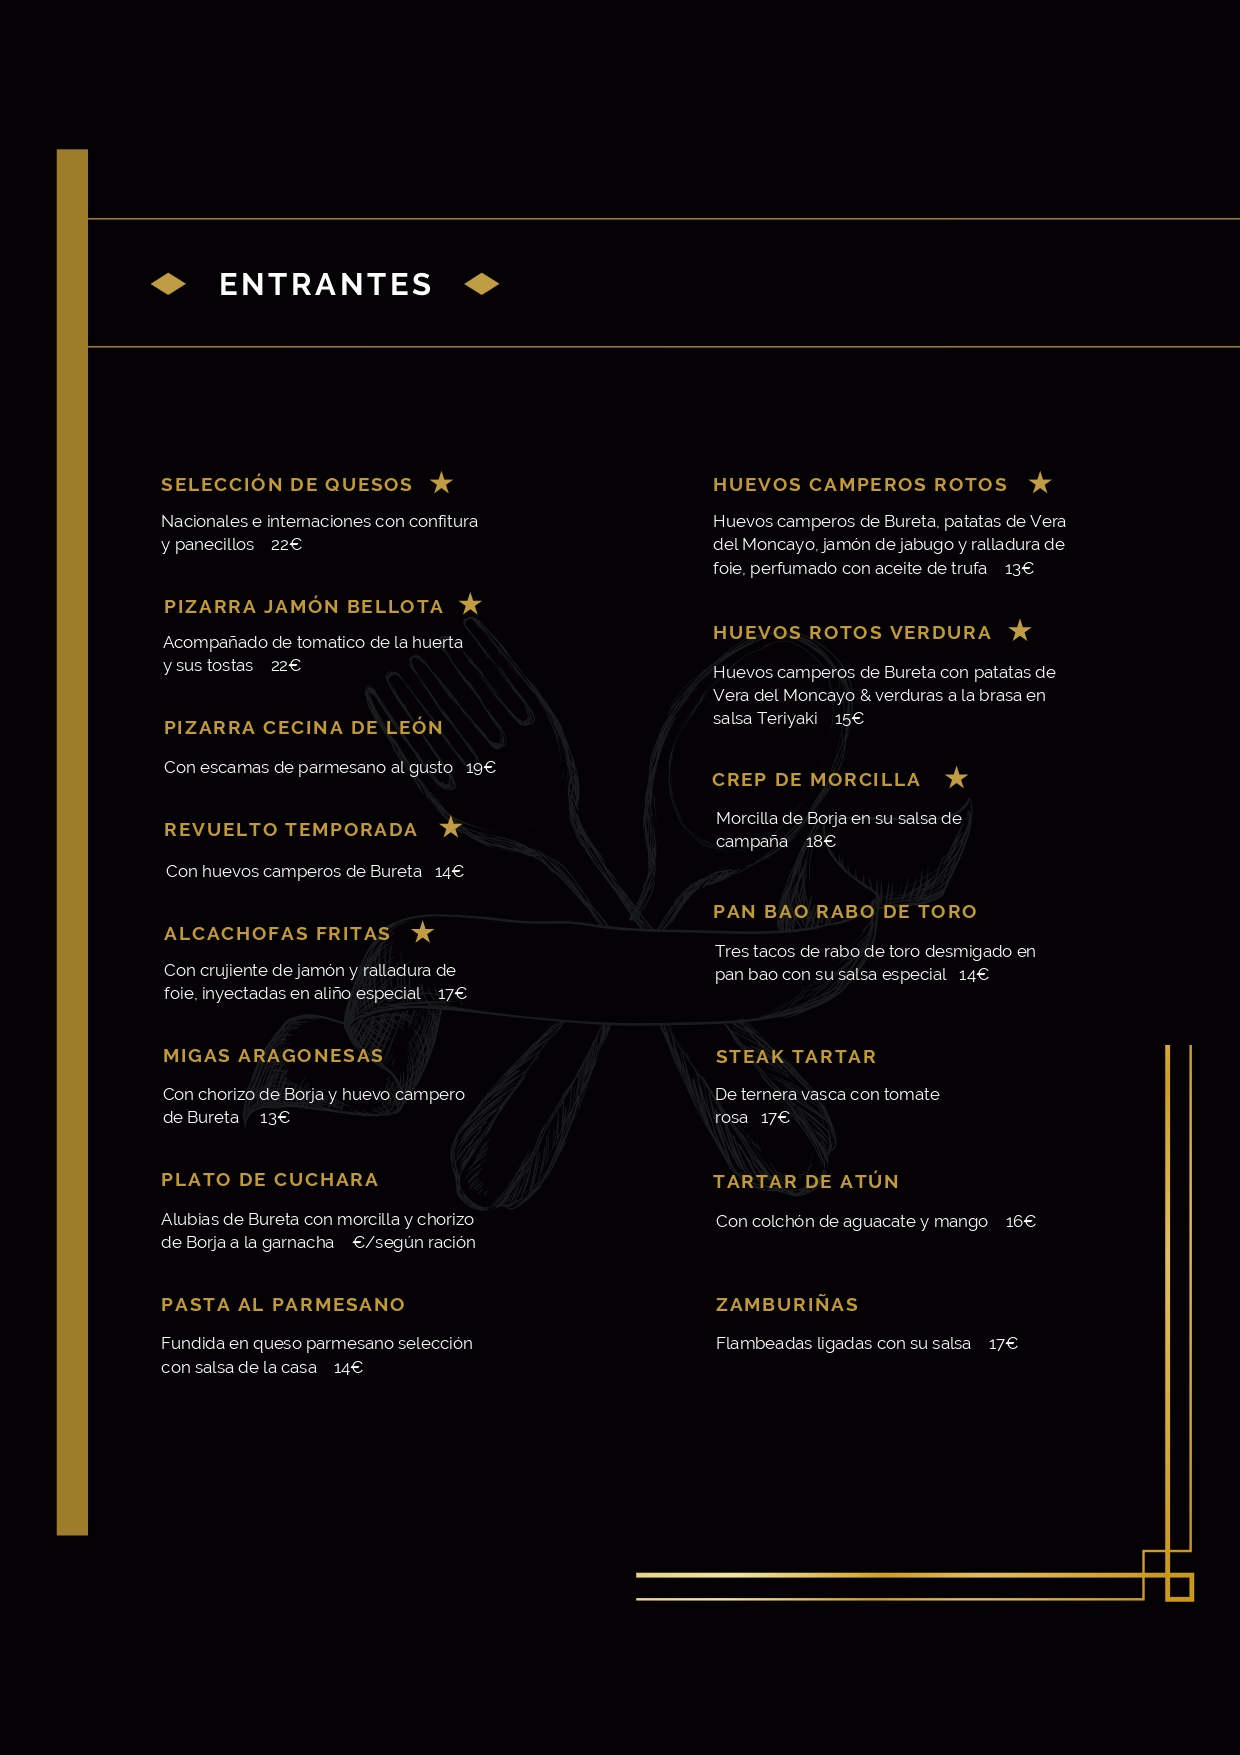 ENTRANTES
SELECCIÓN DE QUESOS
Nacionales e internaciones con confitura
y panecillos 22€
PIZARRA JAMÓN BELLOTA
Acompañado de tomatico de la huerta
y sus tostas 22€
PIZARRA CECINA DE LEÓN
Con escamas de parmesano al gusto 19€
REVUELTO TEMPORADA
Con huevos camperos de Bureta 14€
ALCACHOFAS FRITAS
Con crujiente de jamón y ralladura de
foie, inyectadas en aliño especial 17€
MIGAS ARAGONESAS
Con chorizo de Borja y huevo campero
de Bureta 13€
PLATO DE CUCHARA
Alubias de Bureta con morcilla y chorizo
de Borja a la garnacha €/según ración
PASTA AL PARMESANO
Fundida en queso parmesano selección
con salsa de la casa 14€
HUEVOS CAMPEROS ROTOS
Huevos camperos de Bureta, patatas de Vera
del Moncayo, jamón de jabugo y ralladura de
foie, perfumado con aceite de trufa 13€
HUEVOS ROTOS VERDURA
Huevos camperos de Bureta con patatas de
Vera del Moncayo & verduras a la brasa en
salsa Teriyaki 15€
CREP DE MORCILLA
Morcilla de Borja en su salsa de
campaña 18€
PAN BAO RABO DE TORO
Tres tacos de rabo de toro desmigado en
pan bao con su salsa especial 14€
STEAK TARTAR
De ternera vasca con tomate
rosa 17€
TARTAR DE ATÚN
Con colchón de aguacate y mango 16€
ZAMBURIÑAS
Flambeadas ligadas con su salsa 17€